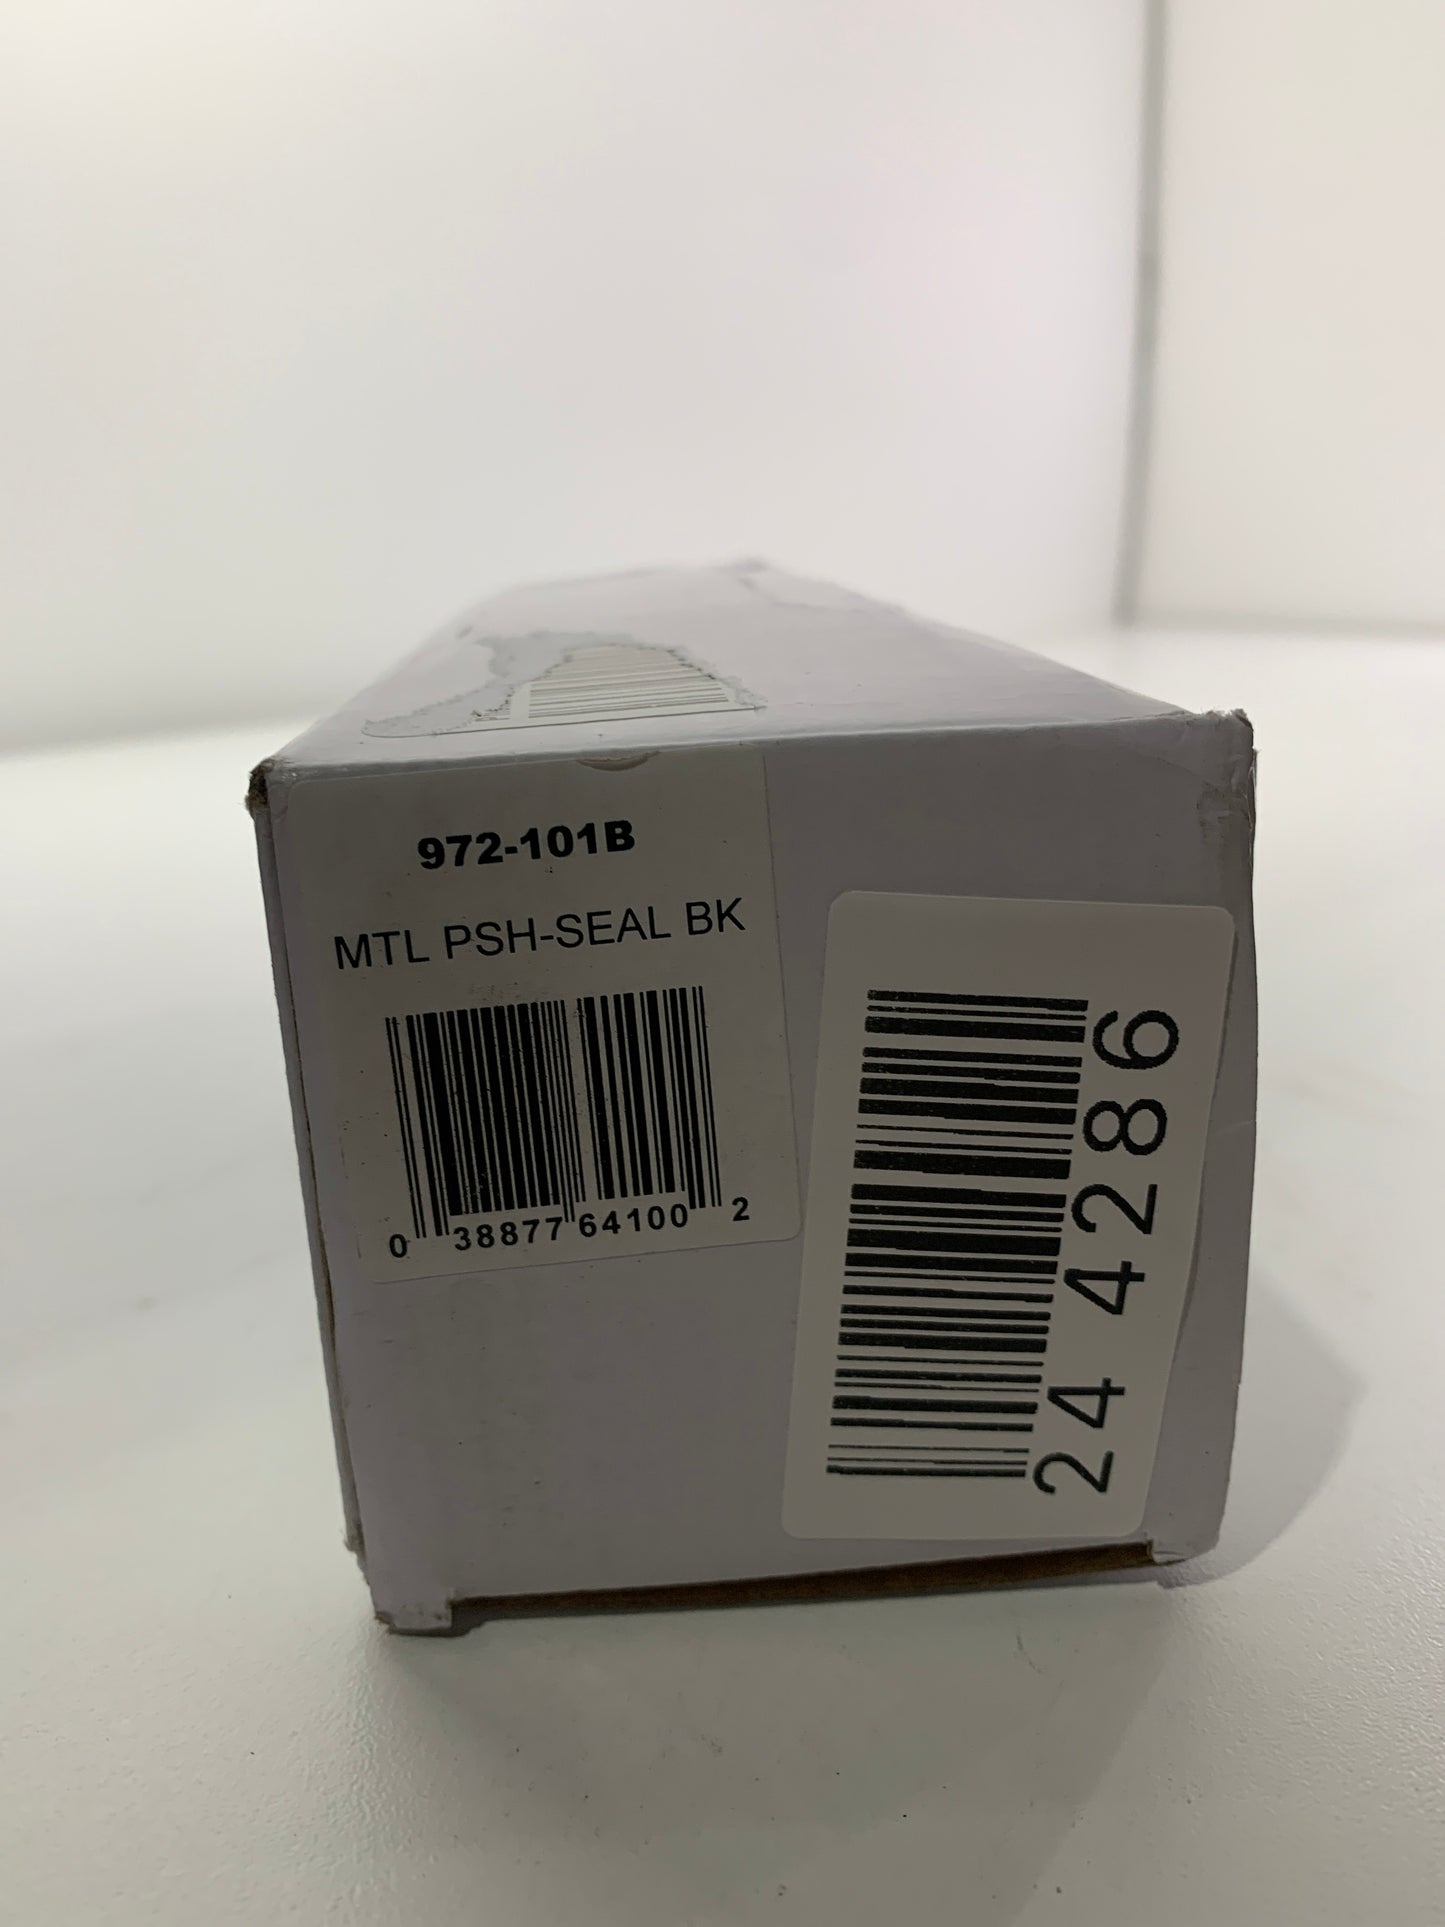 972-101B
MTL PSH-SEAL BK
0 38877 64100 2
24 4286